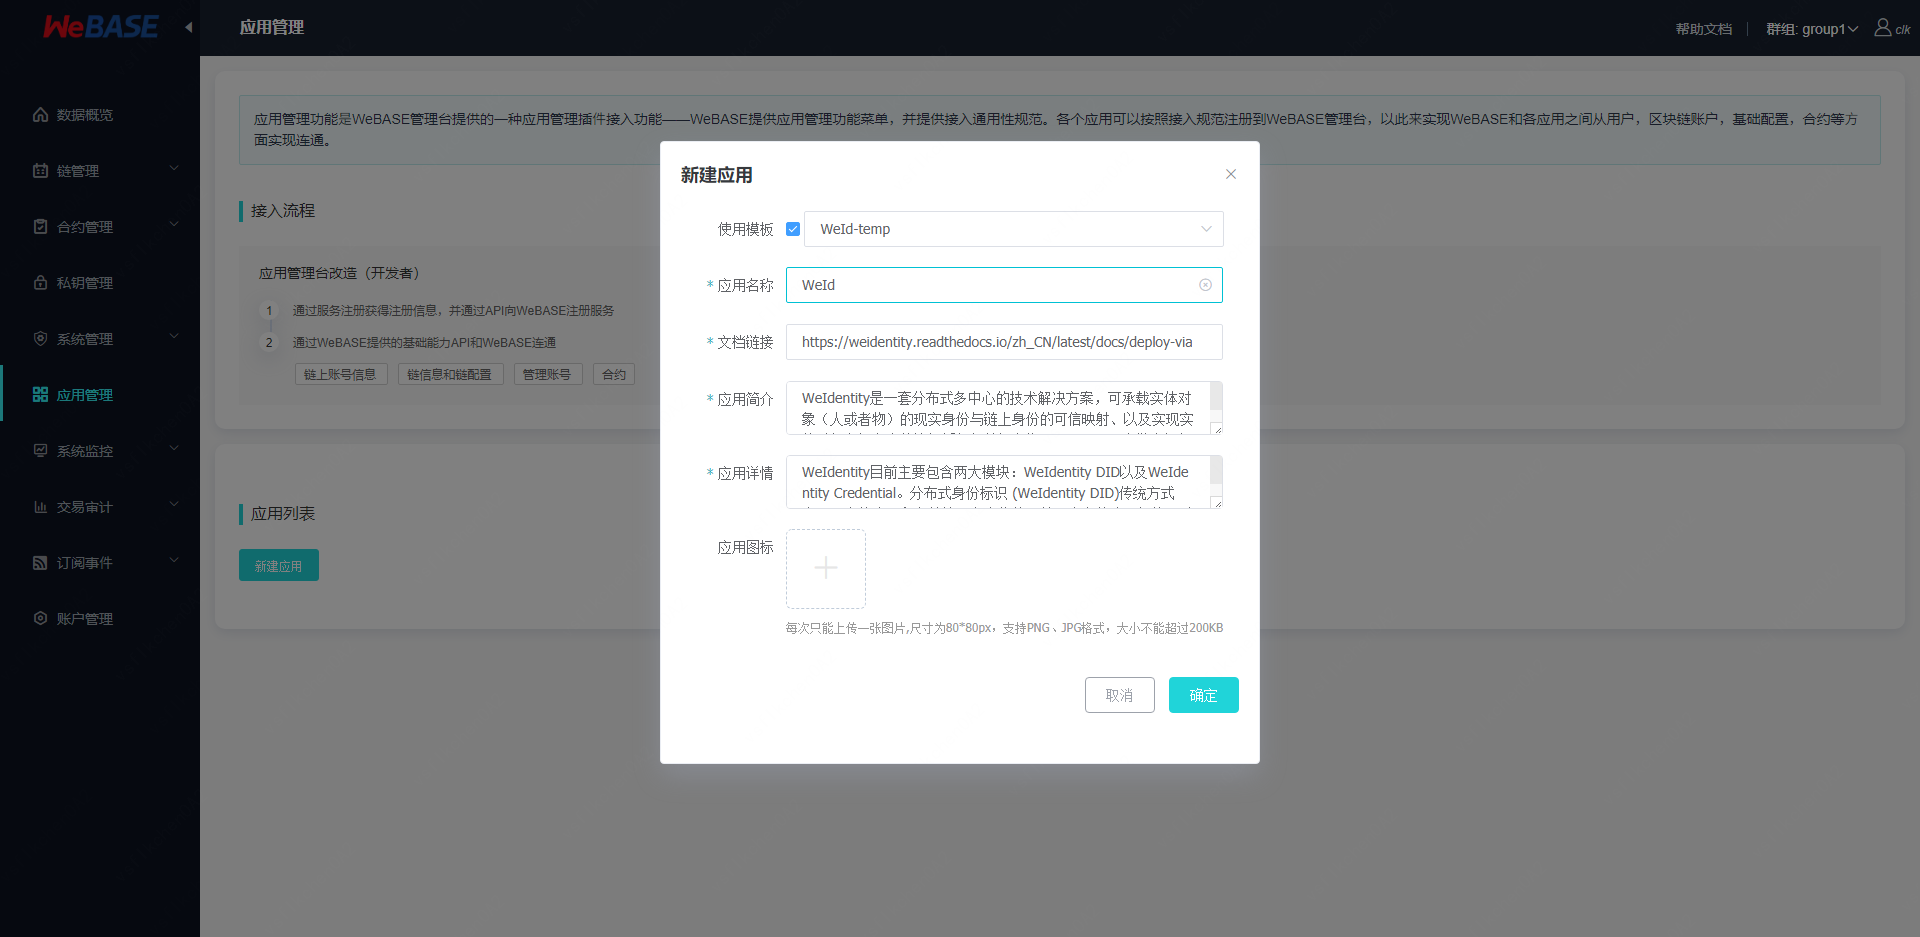 WeBASE
应用管理
帮助文档
群组: group1
clk
数据概览
链管理
合约管理
私钥管理
系统管理
应用管理
系统监控
交易审计
订阅事件
账户管理
应用管理功能是WeBASE管理台提供的一种应用管理插件接入功能——WeBASE提供应用管理功能菜单，并提供接入通用性规范。各个应用可以按照接入规范注册到WeBASE管理台，以此来实现WeBASE和各应用之间从用户，区块链账户，基础配置，合约等方
面实现连通。
接入流程
应用管理台改造（开发者）
1 通过服务注册获得注册信息，并通过API向WeBASE注册服务
2 通过WeBASE提供的基础能力API和WeBASE连通
链上账号信息 链信息和链配置 管理账号 合约
应用列表
新建应用
新建应用
使用模板 WeId-temp
* 应用名称 WeId
* 文档链接 https://weidentity.readthedocs.io/zh_CN/latest/docs/deploy-via
* 应用简介 WeIdentity是一套分布式多中心的技术解决方案，可承载实体对
象（人或者物）的现实身份与链上身份的可信映射、以及实现实
* 应用详情 WeIdentity目前主要包含两大模块：WeIdentity DID以及WeIde
ntity Credential。分布式身份标识 (WeIdentity DID)传统方式
应用图标
每次只能上传一张图片,尺寸为80*80px，支持PNG、JPG格式，大小不能超过200KB
取消 确定